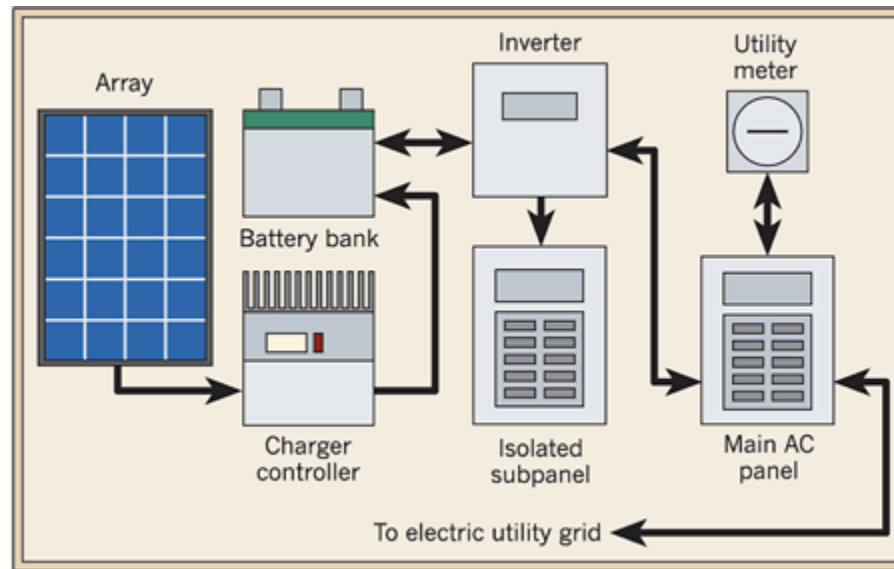 Array
Inverter
Utility
meter
Battery bank
Charger
controller
Isolated
subpanel
Main AC
panel
To electric utility grid